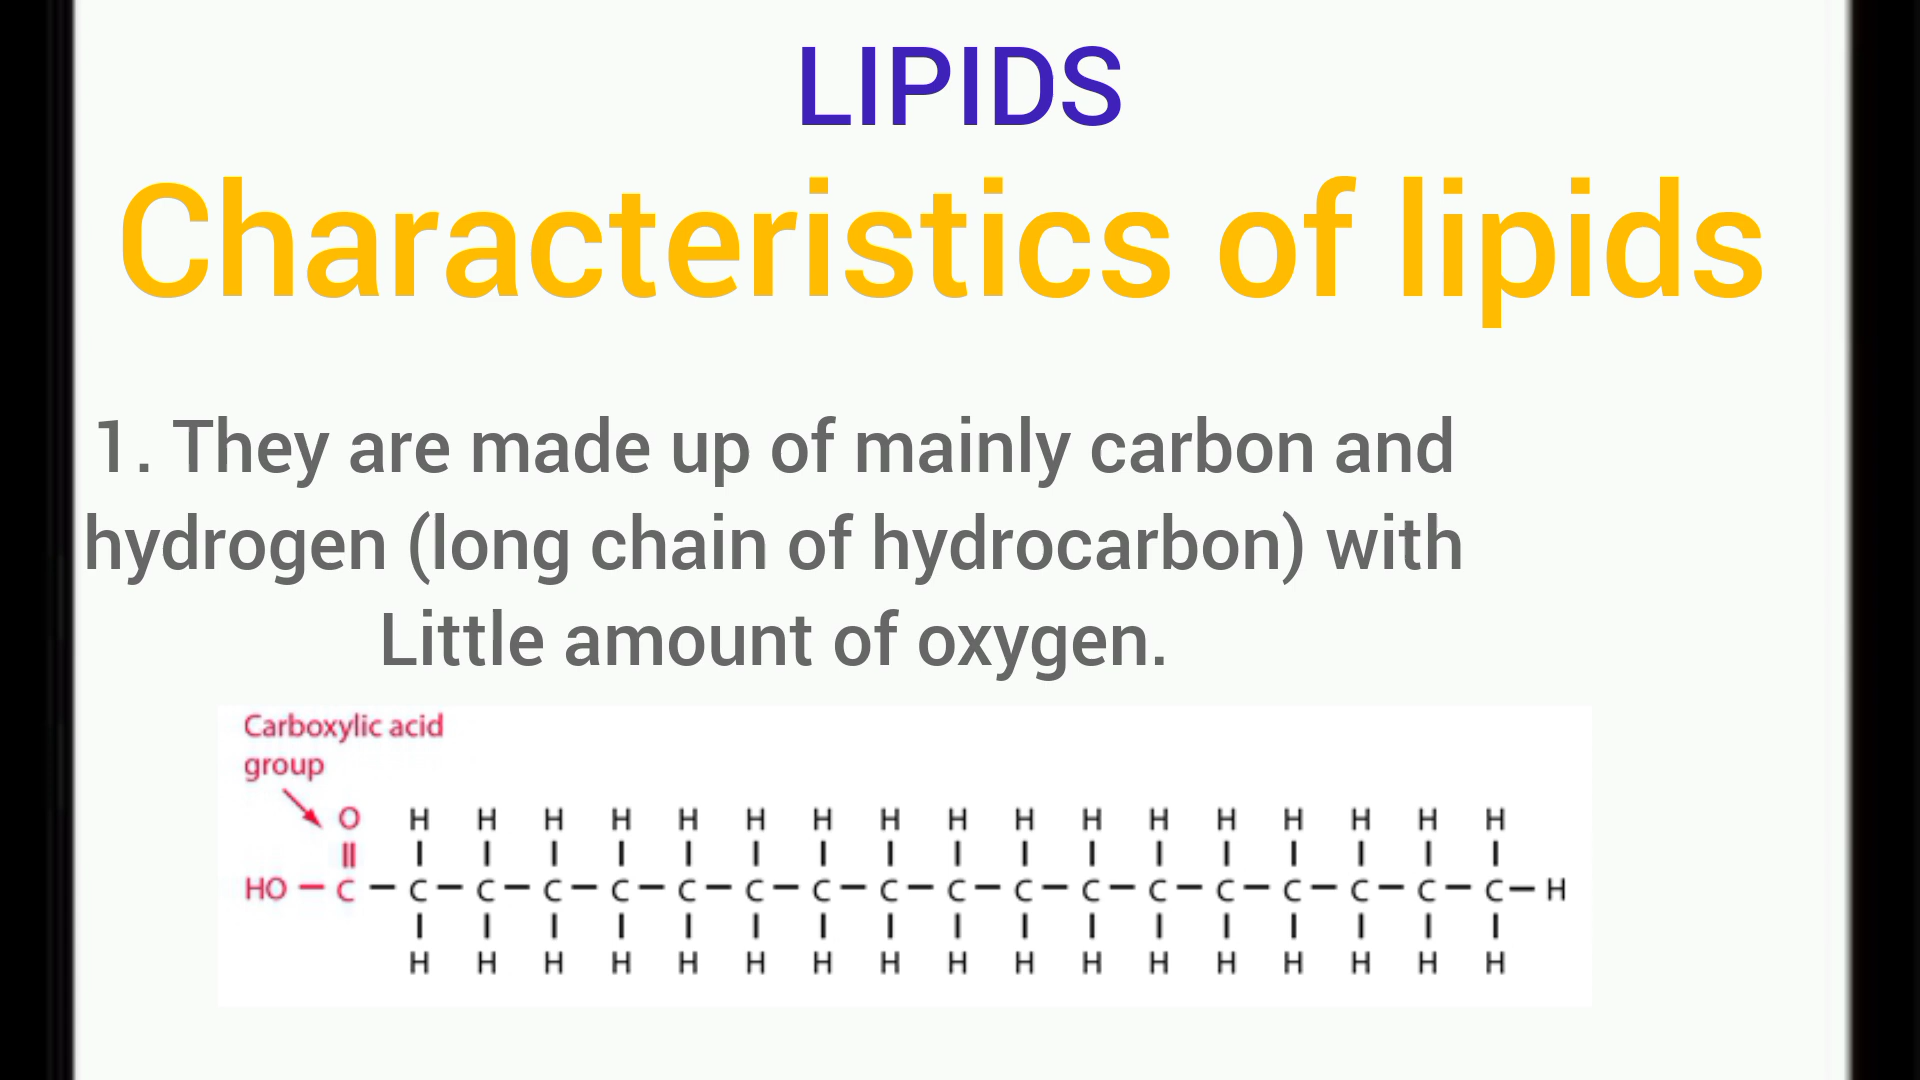 LIPIDS
Characteristics of lipids
1. They are made up of mainly carbon and
hydrogen (long chain of hydrocarbon) with
Little amount of oxygen.
Carboxylic acid
group
O H H H H H H H H H H H H H H H H H
HO — C — C — C — C — C — C — C — C — C — C — C — C — C — C — C — C — C — C — H
H H H H H H H H H H H H H H H H H